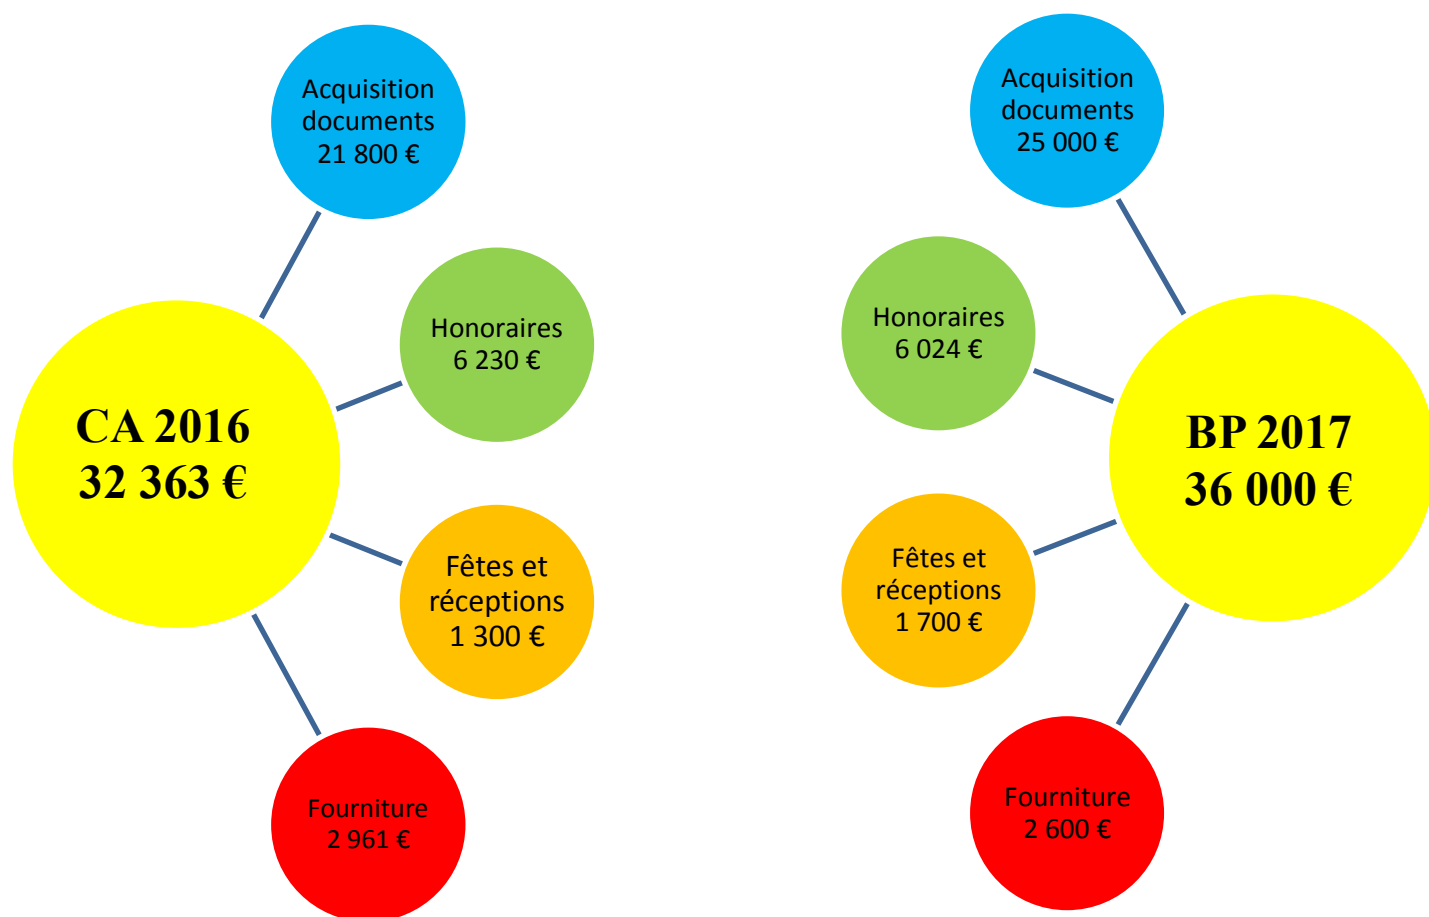 Acquisition
documents
21 800 €
Honoraires
6 230 €
CA 2016
32 363 €
Fêtes et
réceptions
1 300 €
Fourniture
2 961 €
Acquisition
documents
25 000 €
Honoraires
6 024 €
BP 2017
36 000 €
Fêtes et
réceptions
1 700 €
Fourniture
2 600 €